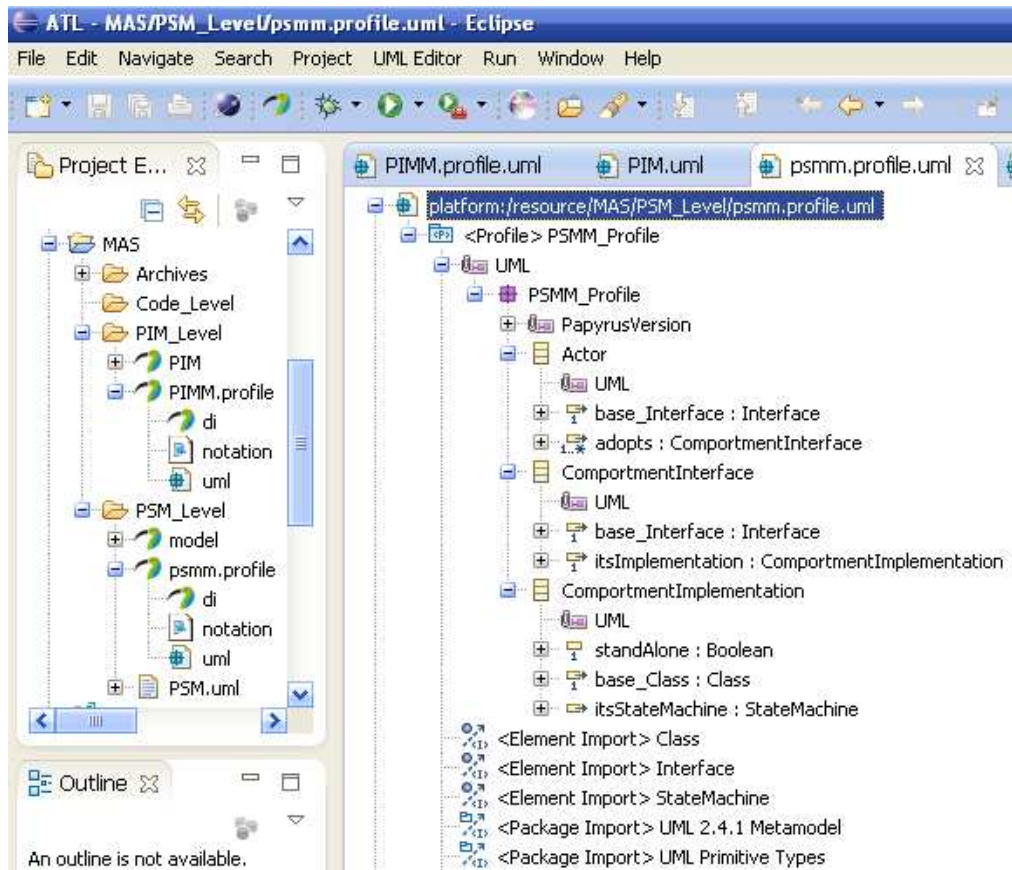 ATL - MAS/PSM_Level/psmm.profile.uml - Eclipse
File Edit Navigate Search Project UML Editor Run Window Help
Project E...
MAS
Archives
Code_Level
PIM_Level
PIM
PIMM.profile
di
notation
uml
PSM_Level
model
psmm.profile
di
notation
uml
PSM.uml
Outline
An outline is not available.
PIMM.profile.uml PIM.uml psmm.profile.uml
platform:/resource/MAS/PSM_Level/psmm.profile.uml
<Profile> PSMM_Profile
UML
PSMM_Profile
PapyrusVersion
Actor
UML
base_Interface : Interface
adopts : ComportmentInterface
ComportmentInterface
UML
base_Interface : Interface
itsImplementation : ComportmentImplementation
ComportmentImplementation
UML
standAlone : Boolean
base_Class : Class
itsStateMachine : StateMachine
<Element Import> Class
<Element Import> Interface
<Element Import> StateMachine
<Package Import> UML 2.4.1 Metamodel
<Package Import> UML Primitive Types